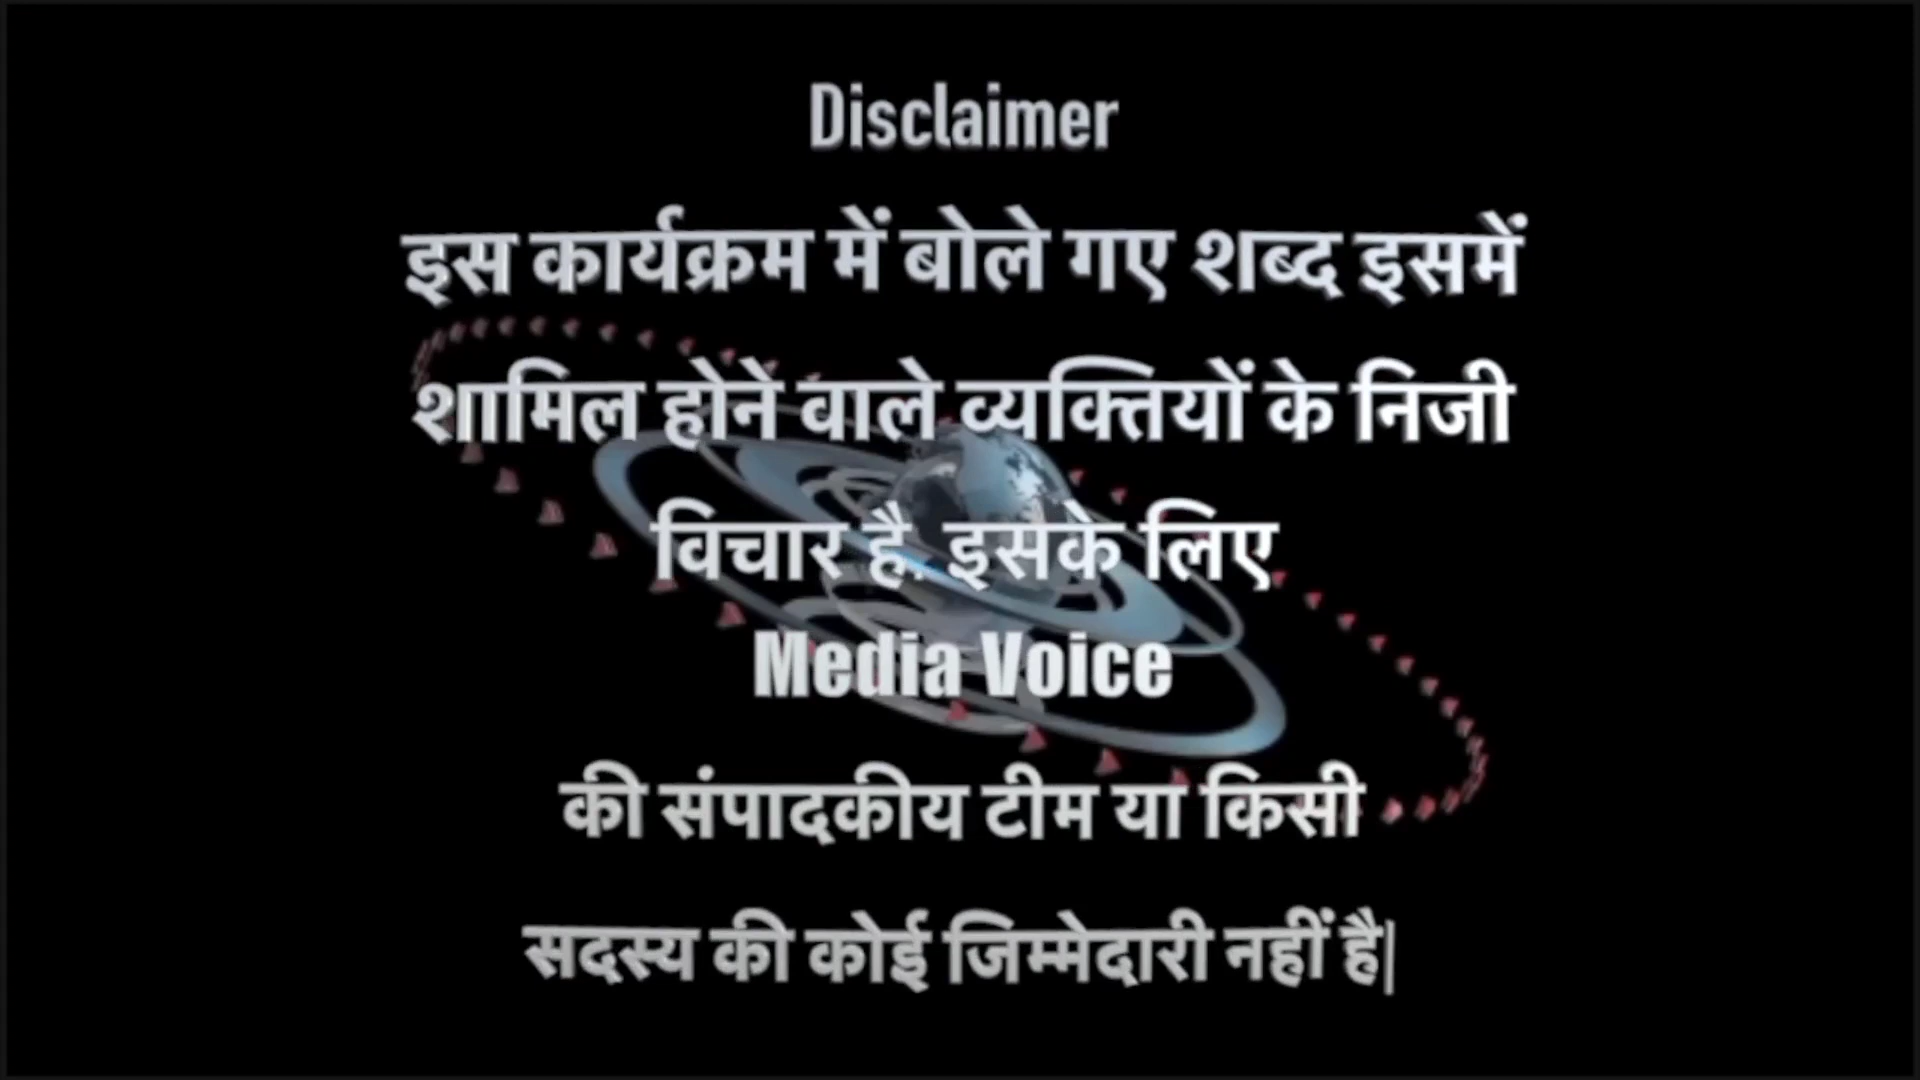 Disclaimer
इस कार्यक्रम में बोले गए शब्द इसमें
शामिल होने वाले व्यक्तियों के निजी
विचार है. इसके लिए
Media Voice
की संपादकीय टीम या किसी
सदस्य की कोई जिम्मेदारी नहीं है|